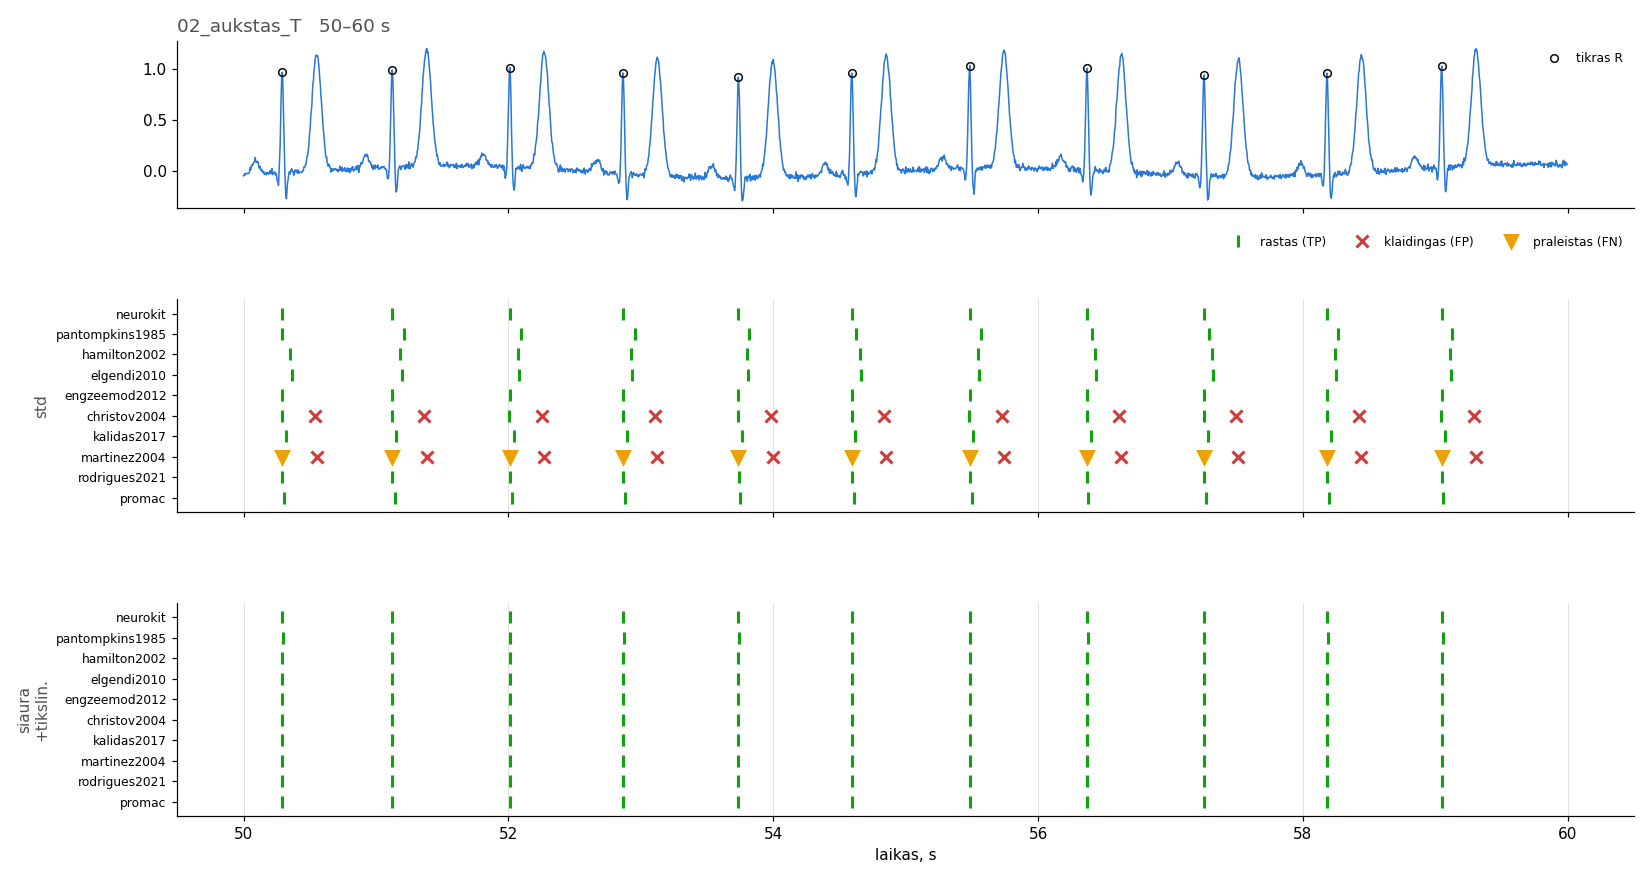 02_aukstas_T 50–60 s
1.0
0.5
0.0
tikras R
rastas (TP) klaidingas (FP) praleistas (FN)
std
neurokit
pantompkins1985
hamilton2002
elgendi2010
engzeemod2012
christov2004
kalidas2017
martinez2004
rodrigues2021
promac
siaura
+tikslin.
neurokit
pantompkins1985
hamilton2002
elgendi2010
engzeemod2012
christov2004
kalidas2017
martinez2004
rodrigues2021
promac
50 52 54 56 58 60
laikas, s